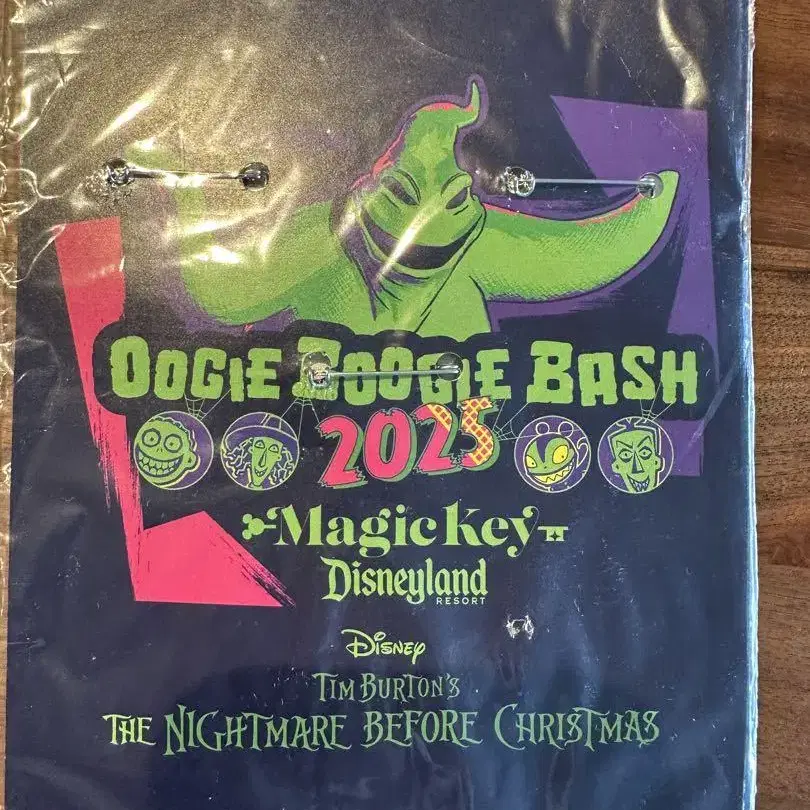 OOGIE BOOGIE BASH
2025
Magic Key
Disneyland
RESORT
DISNEY
TIM BURTON'S
THE NIGHTMARE BEFORE CHRISTMAS